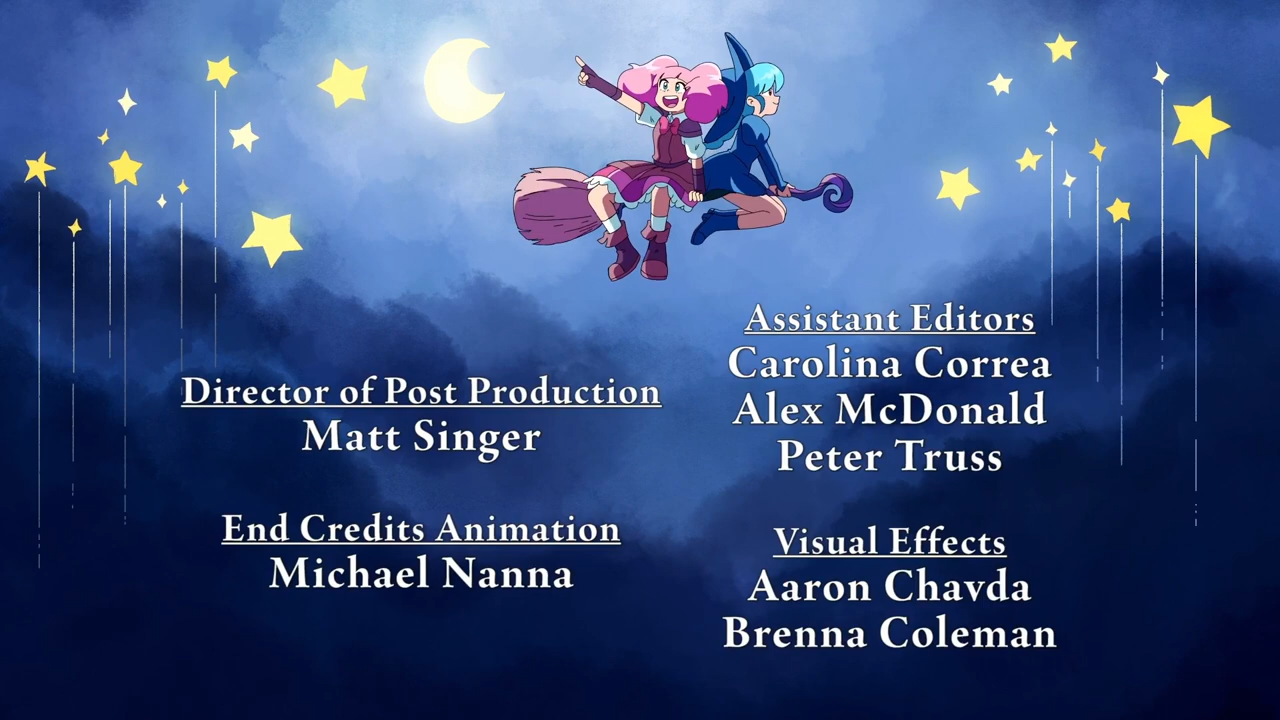 Director of Post Production
Matt Singer
End Credits Animation
Michael Nanna
Assistant Editors
Carolina Correa
Alex McDonald
Peter Truss
Visual Effects
Aaron Chavda
Brenna Coleman